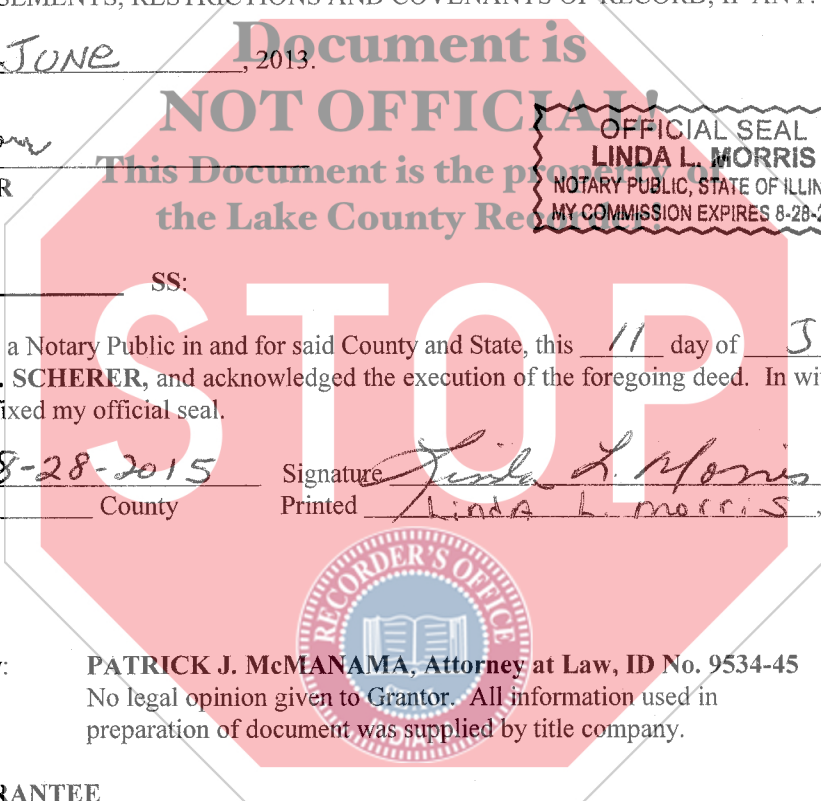 SEMENTS, RESTRICTIONS AND COVENANTS OF RECORD, IF ANY.
Document is
JUNE, 2013.
NOT OFFICIAL!
OFFICIAL SEAL
LINDA L. MORRIS
NOTARY PUBLIC, STATE OF ILLIN
MY COMMISSION EXPIRES 8-28-2
This Document is the property of
R
the Lake County Recorder!
SS:
STOP
a Notary Public in and for said County and State, this 11 day of J
. SCHERER, and acknowledged the execution of the foregoing deed. In wit
ixed my official seal.
8-28-2015 Signature Linda L. Morris
County Printed Linda L. Morris,
RECORDER'S OFFICE
: PATRICK J. McMANAMA, Attorney at Law, ID No. 9534-45
No legal opinion given to Grantor. All information used in
preparation of document was supplied by title company.
INDIANA
RANTEE